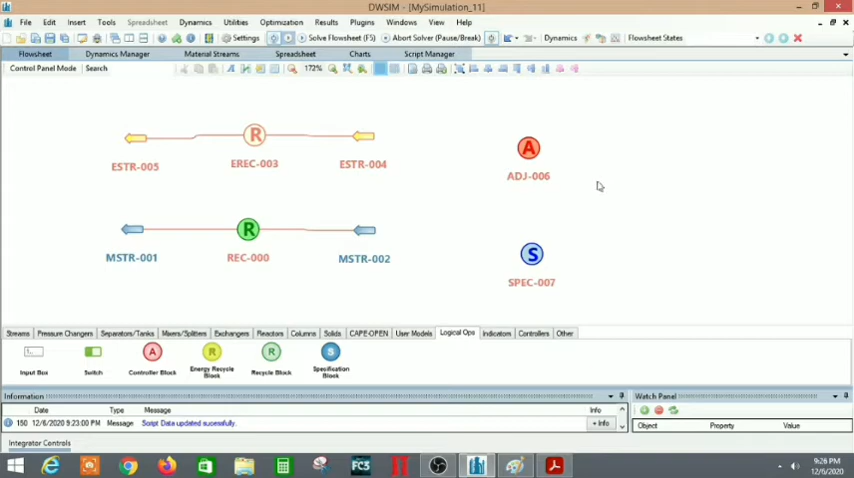 DWSIM - [MySimulation_11]
File Edit Insert Tools Spreadsheet Dynamics Utilities Optimization Results Plugins Windows View Help
Settings Solve Flowsheet (F5) Abort Solver (Pause/Break) Dynamics Flowsheet States
Flowsheet Dynamics Manager Material Streams Spreadsheet Charts Script Manager
Control Panel Mode Search 172%
R A
ESTR-005 EREC-003 ESTR-004 ADJ-006
R S
MSTR-001 REC-000 MSTR-002 SPEC-007
Streams Pressure Changers Separators/Tanks Mixers/Splitters Exchangers Reactors Columns Solids CAPE-OPEN User Models Logical Ops Indicators Controllers Other
A R R S
Input Box Switch Controller Block Energy Recycle Block Recycle Block Specification Block
Information Watch Panel
Date Type Message Info
150 12/6/2020 9:23:00 PM Message Script Data updated sucessfully. + Info
Object Property Value
Integrator Controls
FC3
9:26 PM
12/6/2020